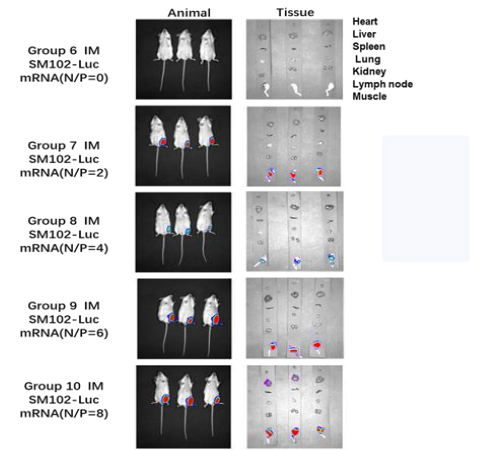 Animal
Tissue
Group 6 IM
SM102-Luc
mRNA(N/P=0)
Heart
Liver
Spleen
Lung
Kidney
Lymph node
Muscle
Group 7 IM
SM102-Luc
mRNA(N/P=2)
Group 8 IM
SM102-Luc
mRNA(N/P=4)
Group 9 IM
SM102-Luc
mRNA(N/P=6)
Group 10 IM
SM102-Luc
mRNA(N/P=8)